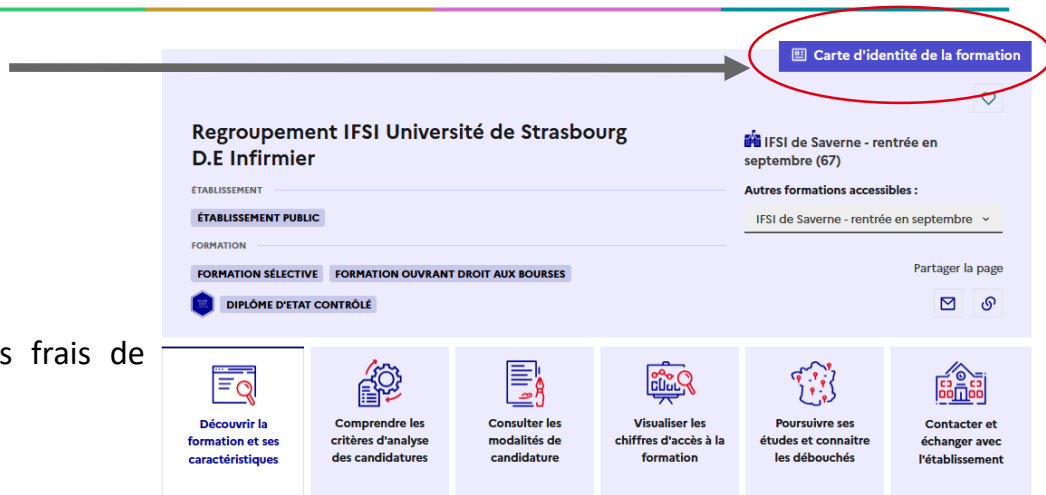 Carte d'identité de la formation
Regroupement IFSI Université de Strasbourg
D.E Infirmier
ÉTABLISSEMENT
ÉTABLISSEMENT PUBLIC
FORMATION
FORMATION SÉLECTIVE FORMATION OUVRANT DROIT AUX BOURSES
DIPLÔME D'ETAT CONTRÔLÉ
IFSI de Saverne - rentrée en
septembre (67)
Autres formations accessibles :
IFSI de Saverne - rentrée en septembre
Partager la page
s frais de
Découvrir la
formation et ses
caractéristiques
Comprendre les
critères d'analyse
des candidatures
Consulter les
modalités de
candidature
Visualiser les
chiffres d'accès à la
formation
Poursuivre ses
études et connaitre
les débouchés
Contacter et
échanger avec
l'établissement